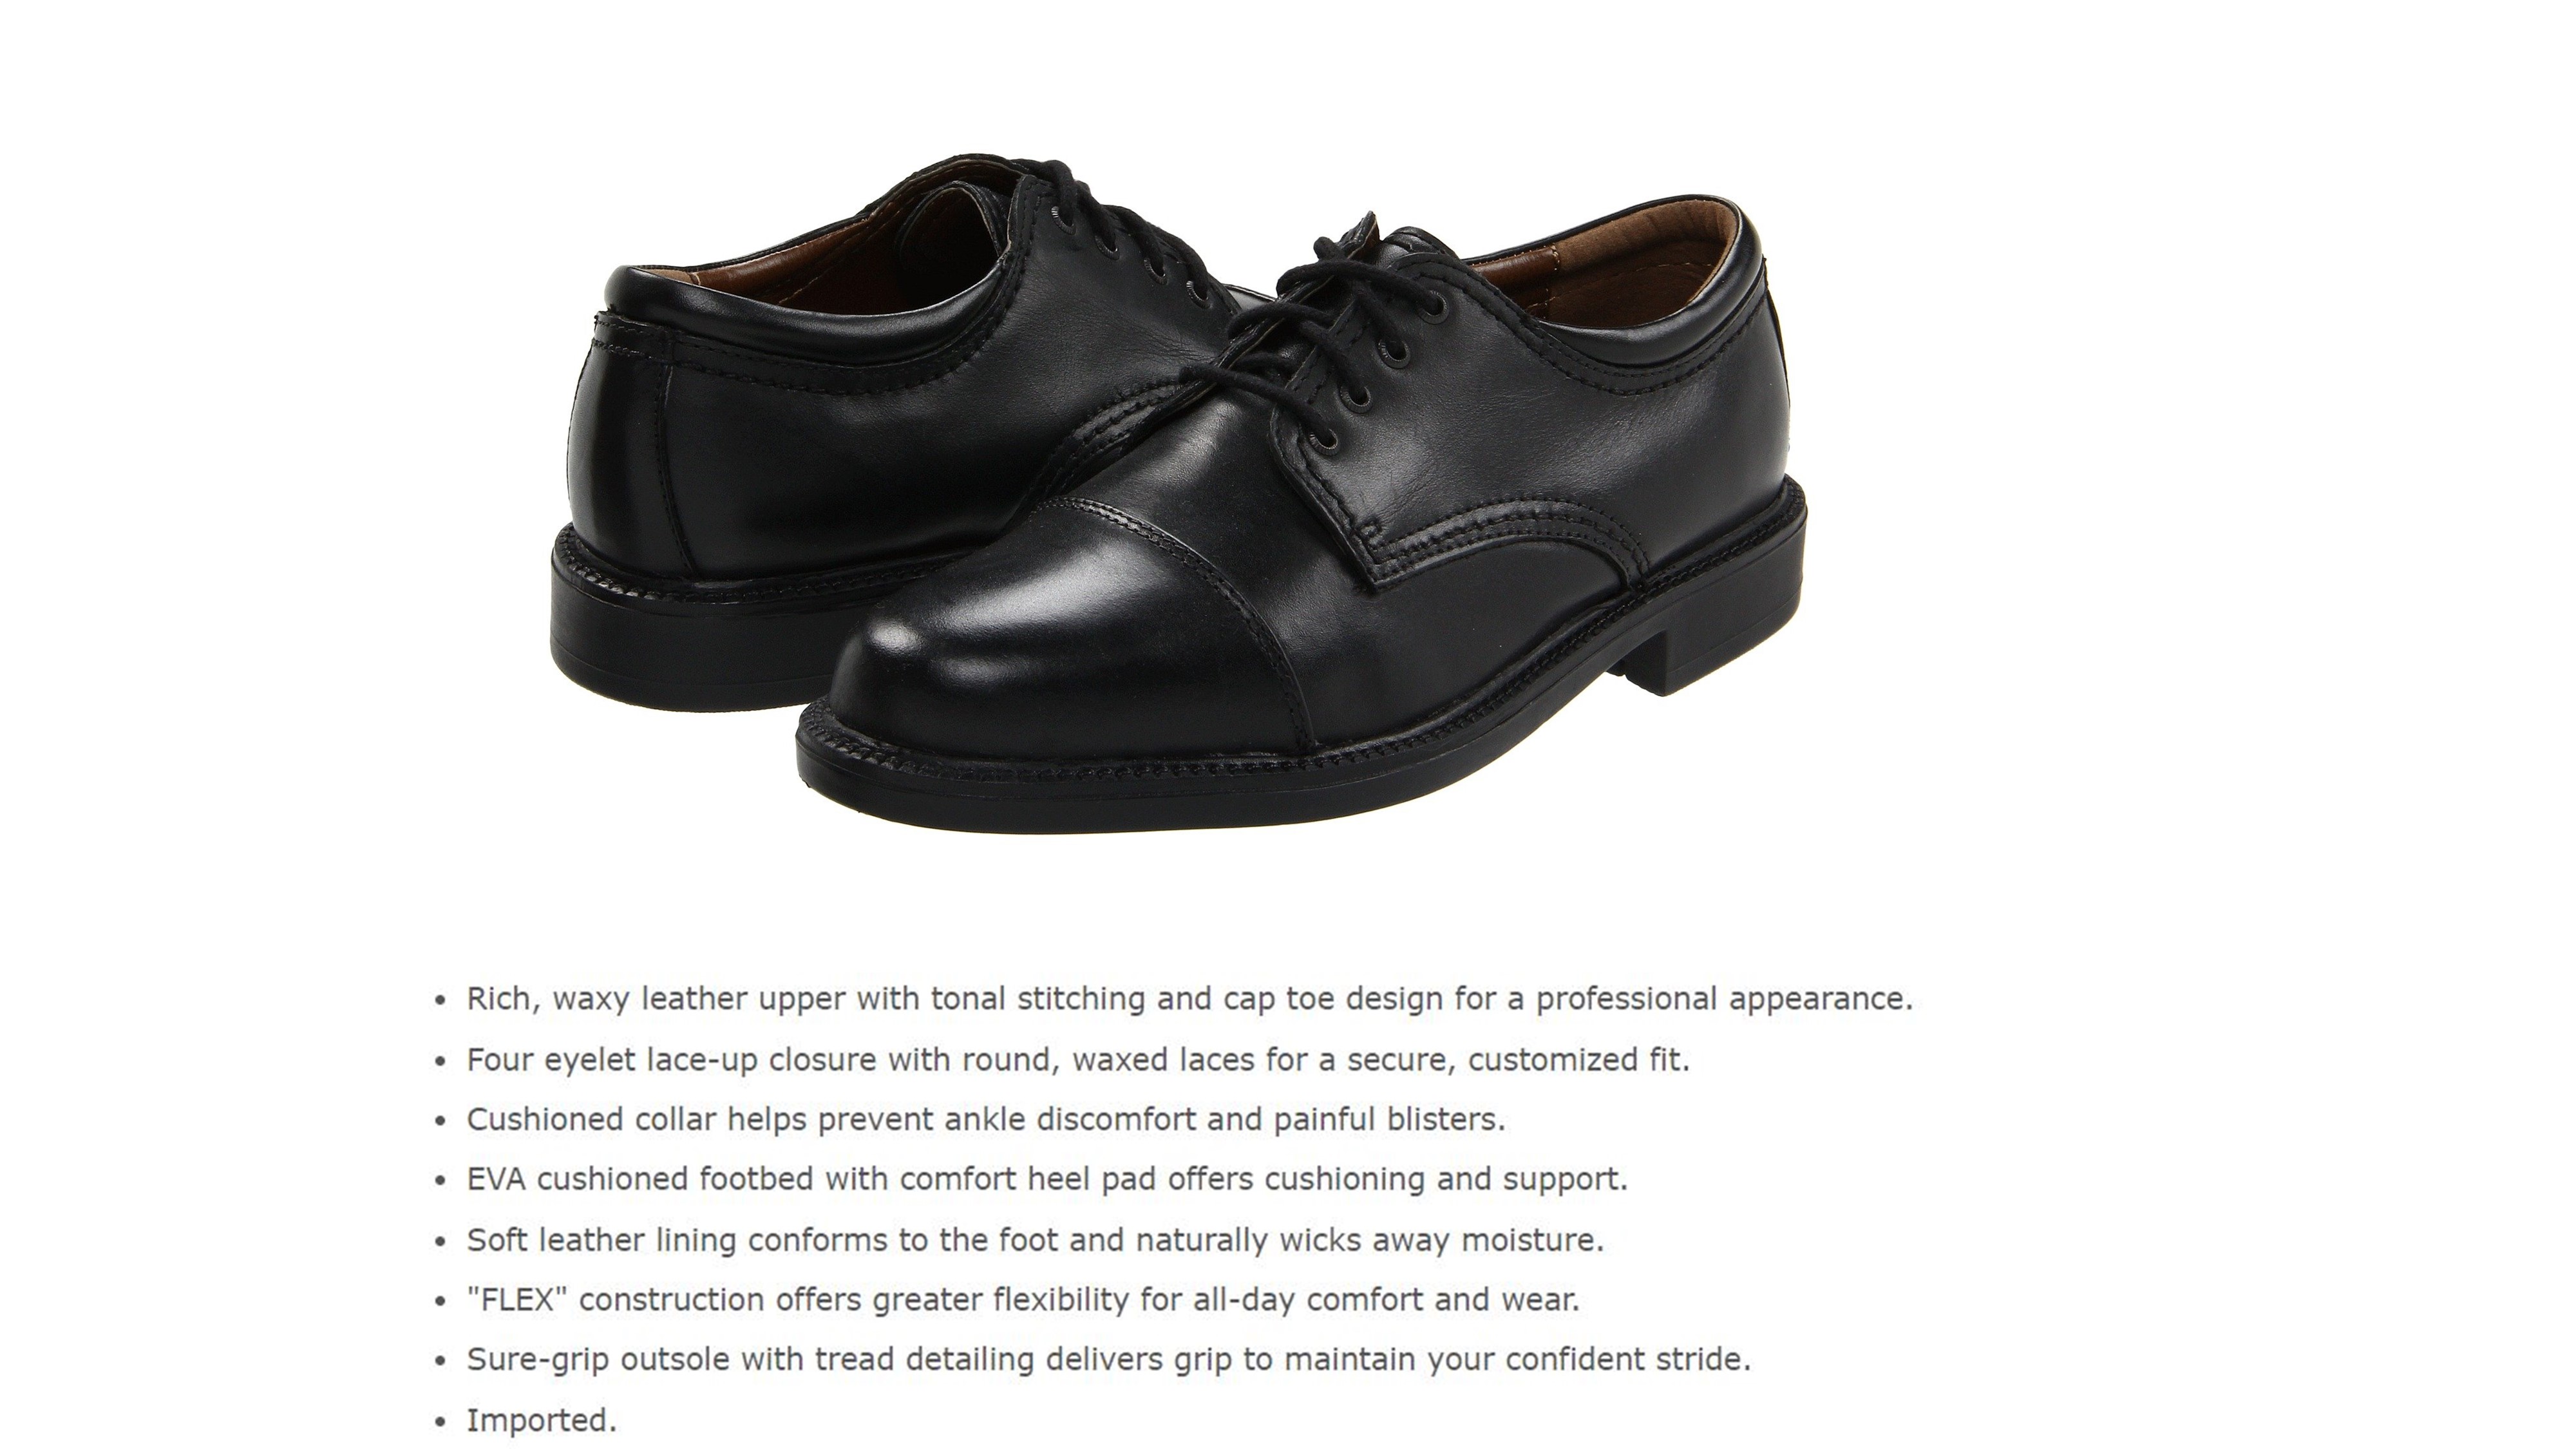 • Rich, waxy leather upper with tonal stitching and cap toe design for a professional appearance.
• Four eyelet lace-up closure with round, waxed laces for a secure, customized fit.
• Cushioned collar helps prevent ankle discomfort and painful blisters.
• EVA cushioned footbed with comfort heel pad offers cushioning and support.
• Soft leather lining conforms to the foot and naturally wicks away moisture.
• "FLEX" construction offers greater flexibility for all-day comfort and wear.
• Sure-grip outsole with tread detailing delivers grip to maintain your confident stride.
• Imported.